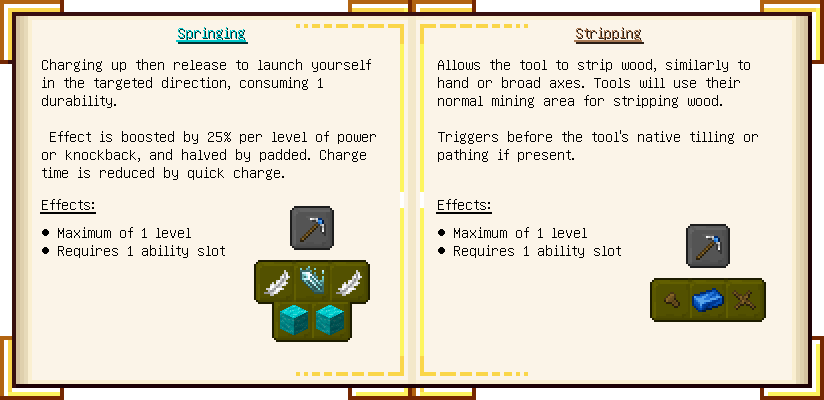 Springing
Charging up then release to launch yourself
in the targeted direction, consuming 1
durability.
Effect is boosted by 25% per level of power
or knockback, and halved by padded. Charge
time is reduced by quick charge.
Effects:
● Maximum of 1 level
● Requires 1 ability slot
Stripping
Allows the tool to strip wood, similarly to
hand or broad axes. Tools will use their
normal mining area for stripping wood.
Triggers before the tool's native tilling or
pathing if present.
Effects:
● Maximum of 1 level
● Requires 1 ability slot